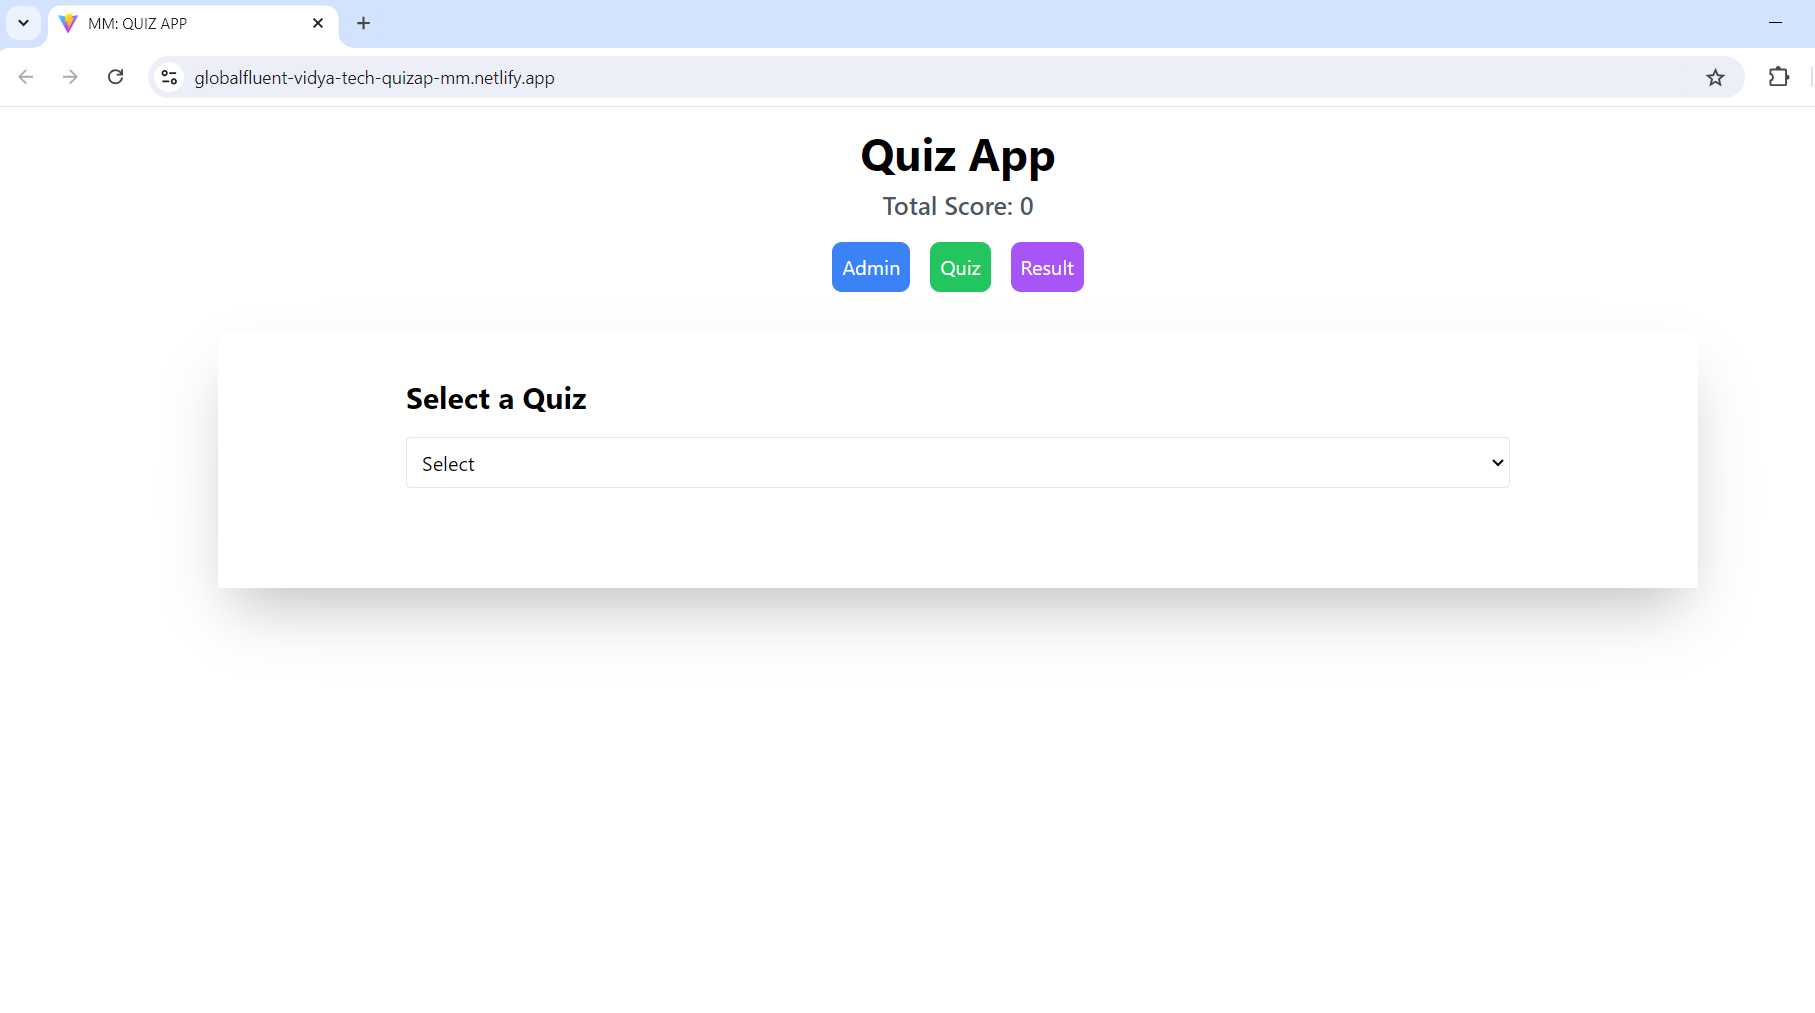 MM: QUIZ APP
globalfluent-vidya-tech-quizap-mm.netlify.app
Quiz App
Total Score: 0
Admin Quiz Result
Select a Quiz
Select